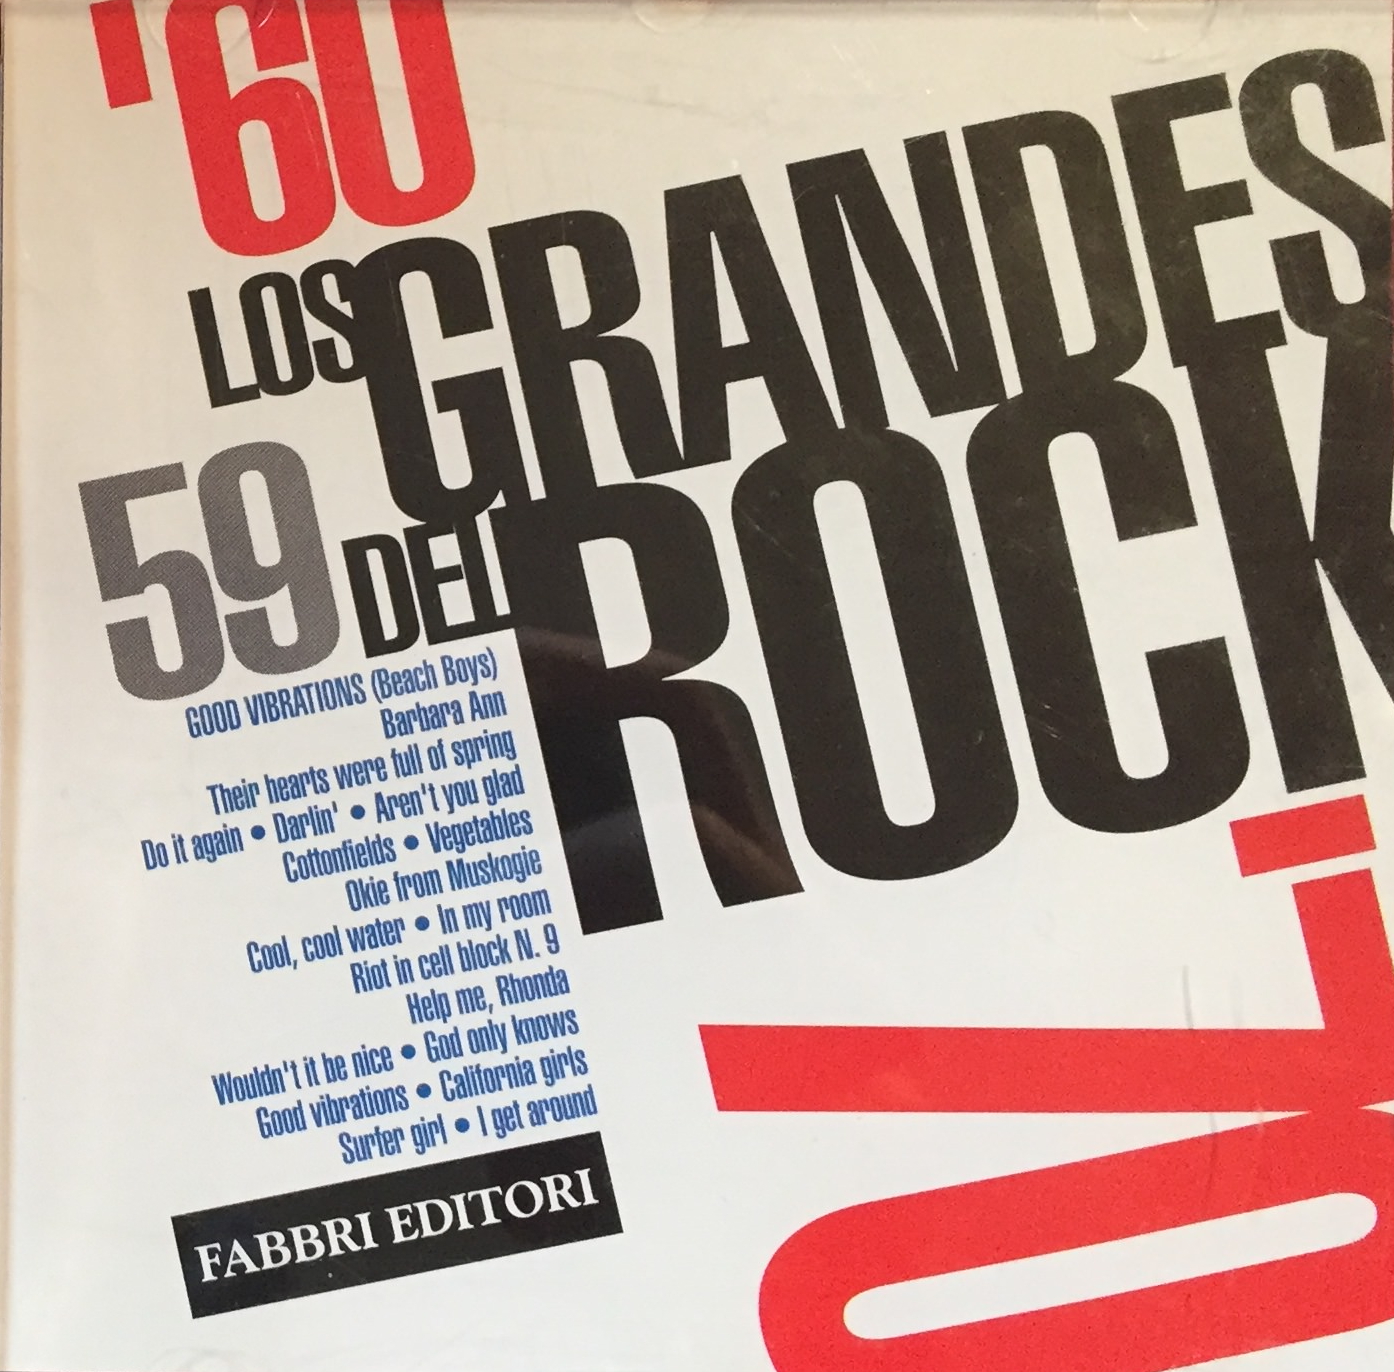 '60
LOS GRANDES
59 DEL ROCK
GOOD VIBRATIONS (Beach Boys)
Barbara Ann
Their hearts were full of spring
Do it again • Darlin' • Aren't you glad
Cottonfields • Vegetables
Okie from Muskogie
Cool, cool water • In my room
Riot in cell block N. 9
Help me, Rhonda
Wouldn't it be nice • God only knows
Good vibrations • California girls
Surfer girl • I get around
FABBRI EDITORI